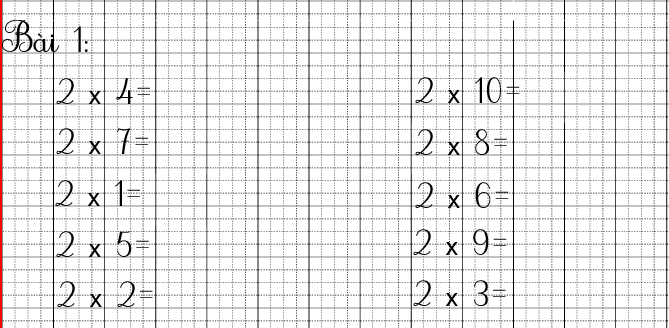 Bài 1:
2 x 4=
2 x 10=
2 x 7=
2 x 8=
2 x 1=
2 x 6=
2 x 5=
2 x 9=
2 x 2=
2 x 3=